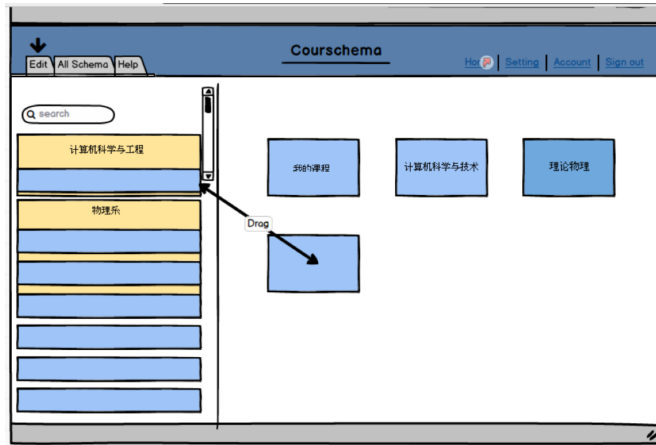 Courschema
Edit All Schema Help
Setting Account Sign out
search
计算机科学与工程
物理系
Drag
我的课程
计算机科学与技术
理论物理